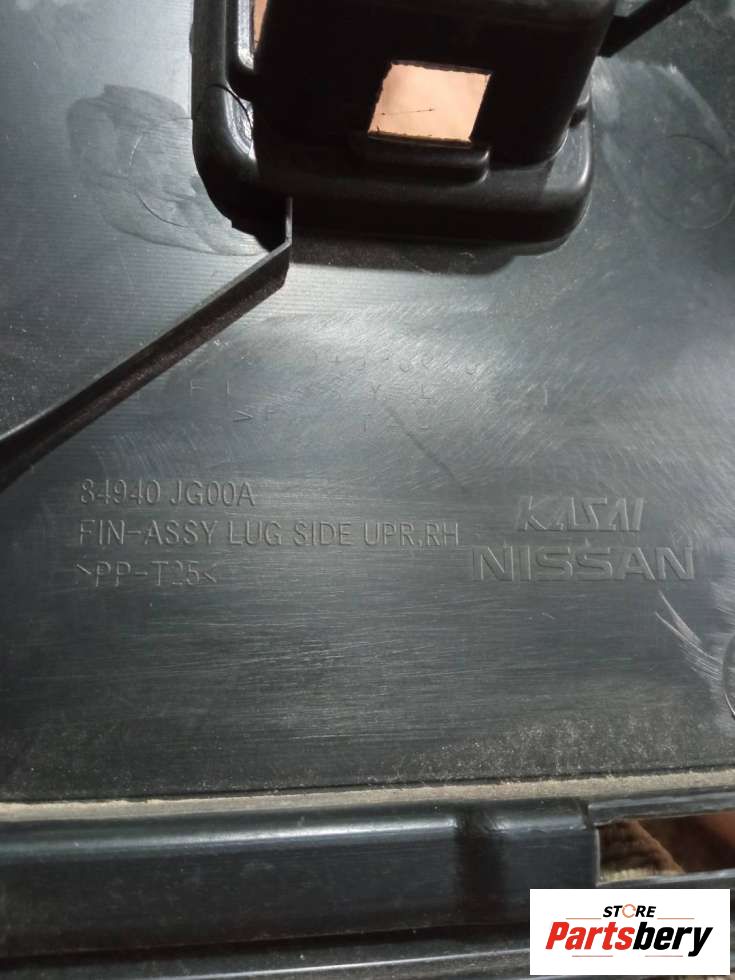 84940 JG00A
FIN-ASSY LUG SIDE UPR,RH
>PP-T25<
KASAI
NISSAN
STORE
Partsbery